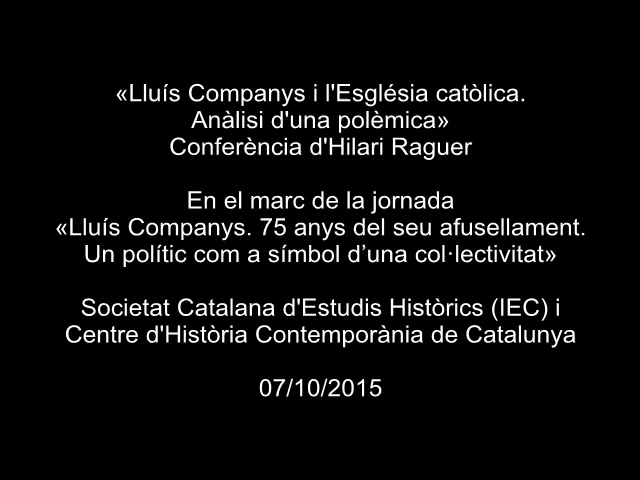 «Lluís Companys i l'Església catòlica.
Anàlisi d'una polèmica»
Conferència d'Hilari Raguer
En el marc de la jornada
«Lluís Companys. 75 anys del seu afusellament.
Un polític com a símbol d’una col·lectivitat»
Societat Catalana d'Estudis Històrics (IEC) i
Centre d'Història Contemporània de Catalunya
07/10/2015